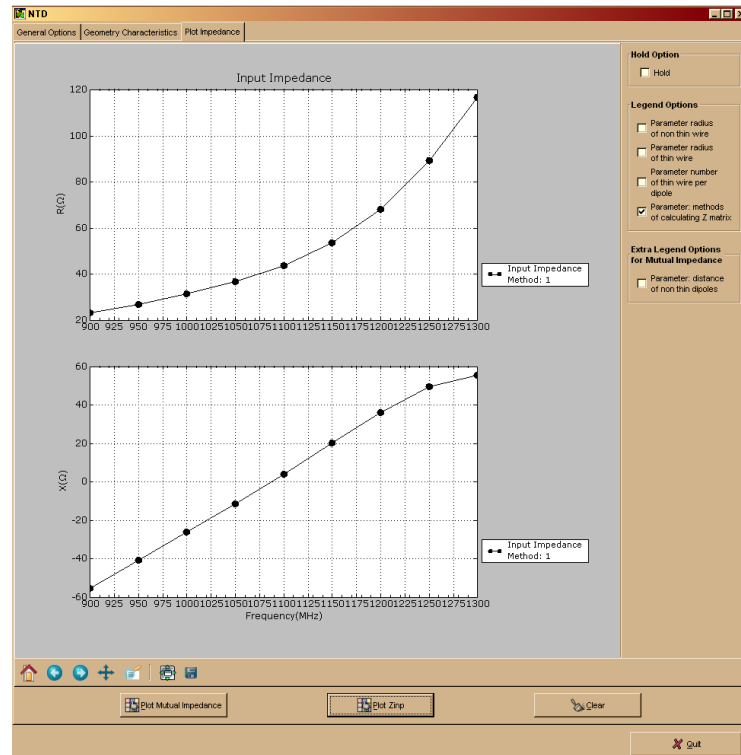 NTD
General Options Geometry Characteristics Plot Impedance
Input Impedance
120
100
80
60
40
20
R(Ω)
900 925 950 975 1000 1025 1050 1075 1100 1125 1150 1175 1200 1225 1250 1275 1300
Input Impedance
Method: 1
60
40
20
0
-20
-40
-60
X(Ω)
900 925 950 975 1000 1025 1050 1075 1100 1125 1150 1175 1200 1225 1250 1275 1300
Frequency(MHz)
Input Impedance
Method: 1
Hold Option
Hold
Legend Options
Parameter radius
of non thin wire
Parameter radius
of thin wire
Parameter number
of thin wire per
dipole
Parameter: methods
of calculating Z matrix
Extra Legend Options
for Mutual Impedance
Parameter: distance
of non thin dipoles
Plot Mutual Impedance
Plot Zinp
Clear
Quit